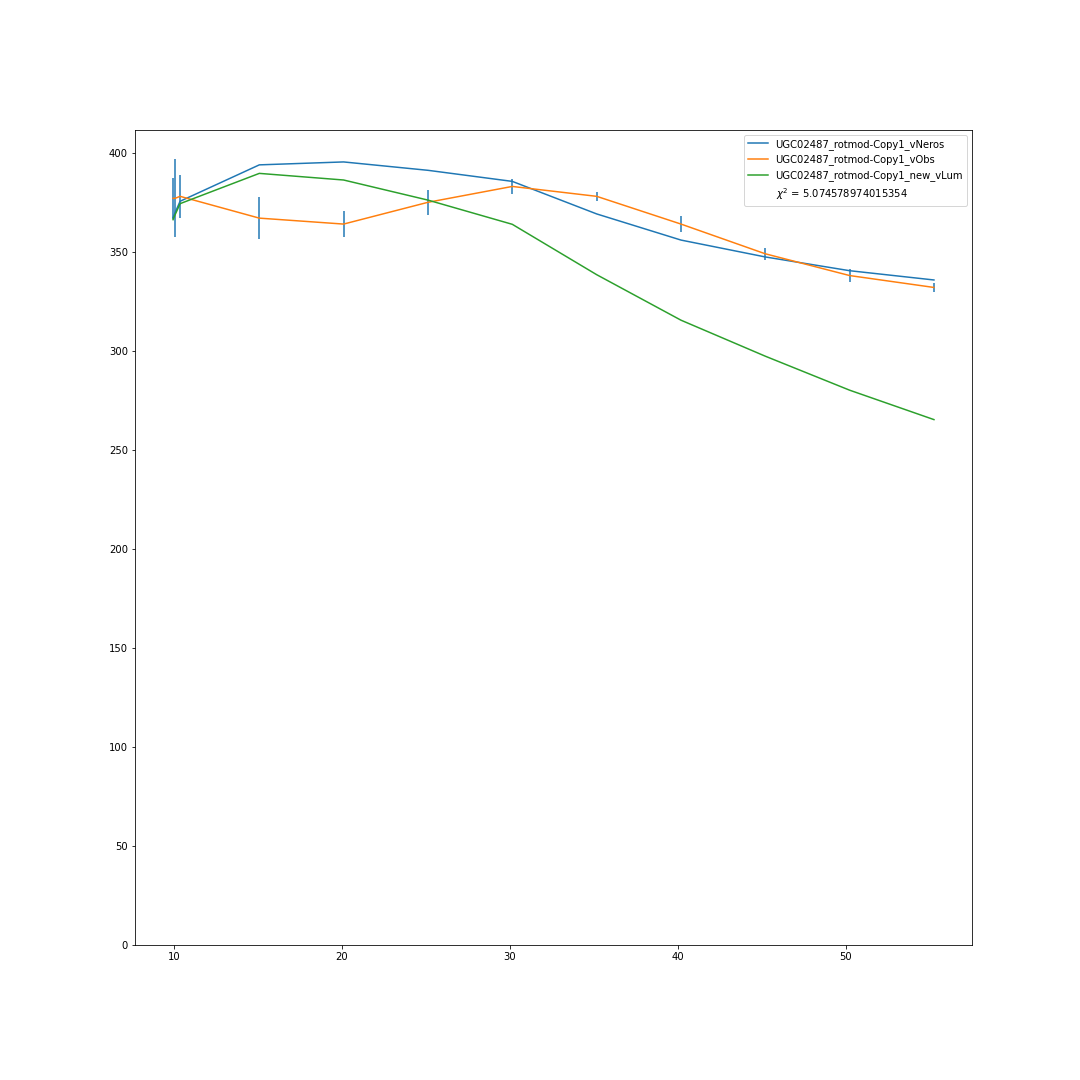 UGC02487_rotmod-Copy1_vNeros
UGC02487_rotmod-Copy1_vObs
UGC02487_rotmod-Copy1_new_vLum
χ² = 5.074578974015354
400
350
300
250
200
150
100
50
0
10 20 30 40 50